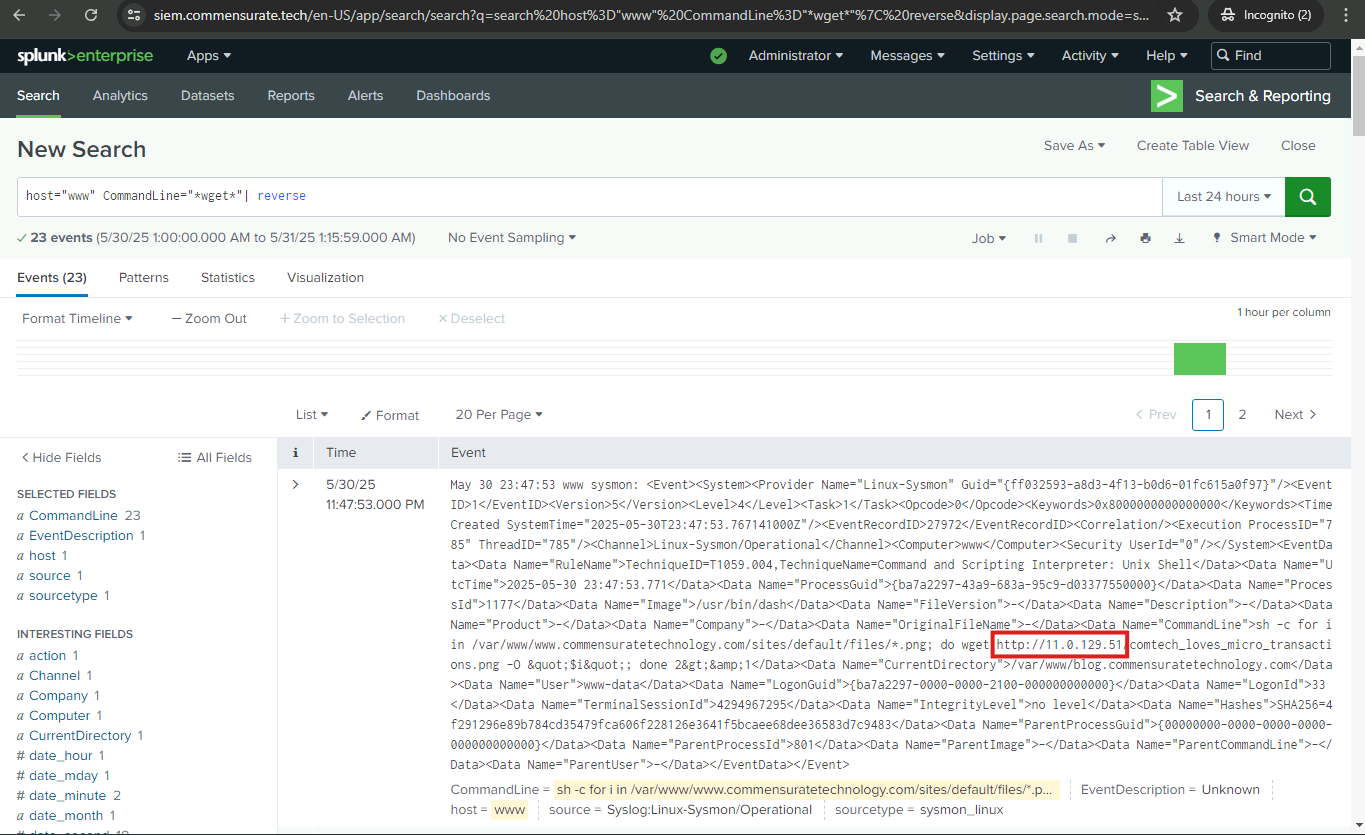 siem.commensurate.tech/en-US/app/search/search?q=search%20host%3D"www"%20CommandLine%3D"*wget*"%7C%20reverse&display.page.search.mode=s... Incognito (2)
splunk>enterprise Apps Administrator Messages Settings Activity Help Find
Search Analytics Datasets Reports Alerts Dashboards Search & Reporting
New Search Save As Create Table View Close
host="www" CommandLine="*wget*"| reverse Last 24 hours
23 events (5/30/25 1:00:00.000 AM to 5/31/25 1:15:59.000 AM) No Event Sampling Job Smart Mode
Events (23) Patterns Statistics Visualization
Format Timeline — Zoom Out + Zoom to Selection × Deselect 1 hour per column
List Format 20 Per Page < Prev 1 2 Next >
< Hide Fields All Fields i Time Event
SELECTED FIELDS
a CommandLine 23
a EventDescription 1
a host 1
a source 1
a sourcetype 1
INTERESTING FIELDS
a action 1
a Channel 1
a Company 1
a Computer 1
a CurrentDirectory 1
# date_hour 1
# date_mday 1
# date_minute 2
a date_month 1
# date_second 19
> 5/30/25
11:47:53.000 PM
May 30 23:47:53 www sysmon: <Event><System><Provider Name="Linux-Sysmon" Guid="{ff032593-a8d3-4f13-b0d6-01fc615a0f97}"/><Event
ID>1</EventID><Version>5</Version><Level>4</Level><Task>1</Task><Opcode>0</Opcode><Keywords>0x8000000000000000</Keywords><Time
Created SystemTime="2025-05-30T23:47:53.767141000Z"/><EventRecordID>27972</EventRecordID><Correlation/><Execution ProcessID="7
85" ThreadID="785"/><Channel>Linux-Sysmon/Operational</Channel><Computer>www</Computer><Security UserId="0"/></System><EventDa
ta><Data Name="RuleName">TechniqueID=T1059.004,TechniqueName=Command and Scripting Interpreter: Unix Shell</Data><Data Name="U
tcTime">2025-05-30 23:47:53.771</Data><Data Name="ProcessGuid">{ba7a2297-43a9-683a-95c9-d03377550000}</Data><Data Name="Proces
sId">1177</Data><Data Name="Image">/usr/bin/dash</Data><Data Name="FileVersion">-</Data><Data Name="Description">-</Data><Data
Name="Product">-</Data><Data Name="Company">-</Data><Data Name="OriginalFileName">-</Data><Data Name="CommandLine">sh -c for i
in /var/www/www.commensuratetechnology.com/sites/default/files/*.png; do wget http://11.0.129.51/comtech_loves_micro_transacti
ons.png -O &quot;$i&quot;; done 2&gt;&amp;1</Data><Data Name="CurrentDirectory">/var/www/blog.commensuratetechnology.com</Data
><Data Name="User">www-data</Data><Data Name="LogonGuid">{ba7a2297-0000-0000-2100-000000000000}</Data><Data Name="LogonId">33
</Data><Data Name="TerminalSessionId">4294967295</Data><Data Name="IntegrityLevel">no level</Data><Data Name="Hashes">SHA256=4
f291296e89b784cd35479fca606f228126e3641f5bcaee68dee36583d7c9483</Data><Data Name="ParentProcessGuid">{00000000-0000-0000-0000-
000000000000}</Data><Data Name="ParentProcessId">801</Data><Data Name="ParentImage">-</Data><Data Name="ParentCommandLine">-</
Data><Data Name="ParentUser">-</Data></EventData></Event>
CommandLine = sh -c for i in /var/www/www.commensuratetechnology.com/sites/default/files/*.p... EventDescription = Unknown
host = www source = Syslog:Linux-Sysmon/Operational sourcetype = sysmon_linux